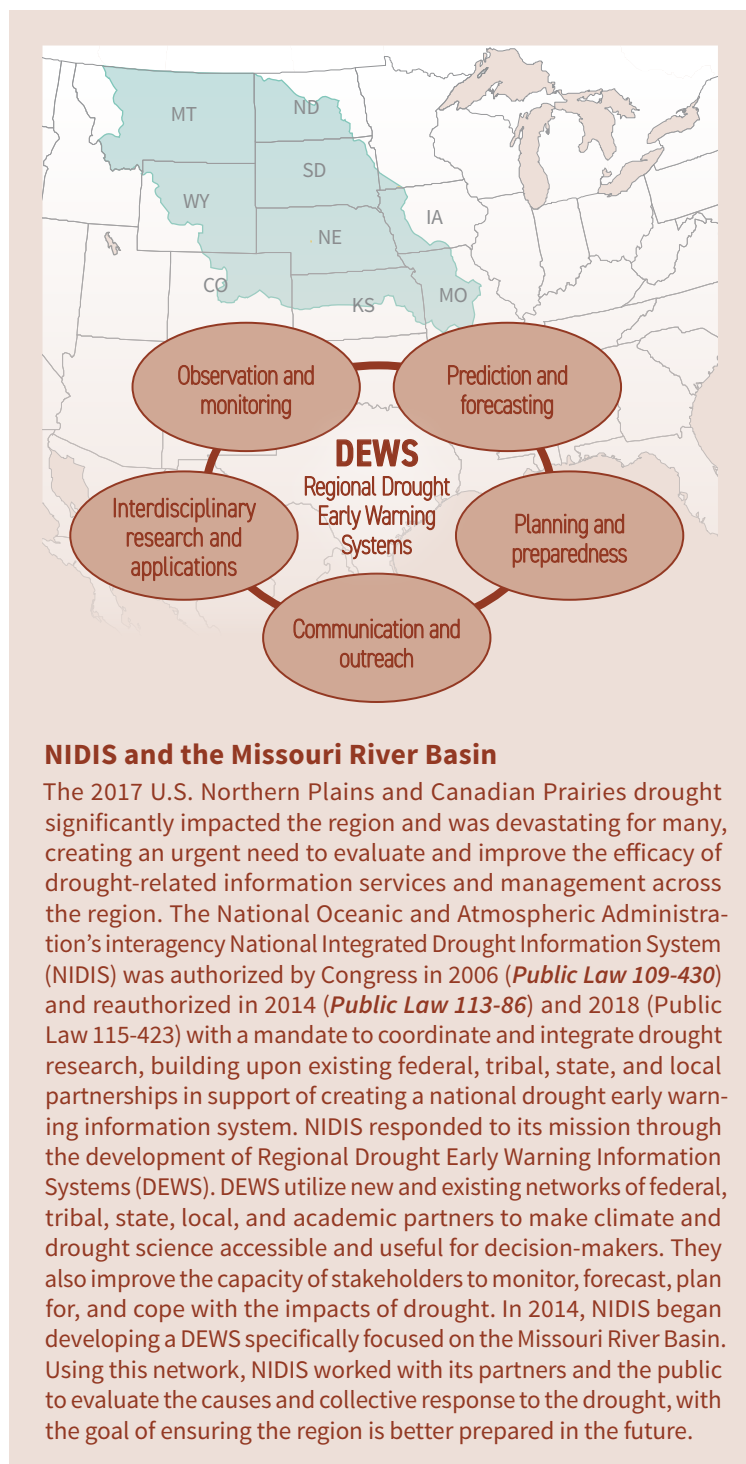 MT
ND
SD
WY
IA
NE
CO
MO
KS
Observation and
monitoring
Prediction and
forecasting
DEWS
Regional Drought
Early Warning
Systems
Interdisciplinary
research and
applications
Planning and
preparedness
Communication and
outreach
NIDIS and the Missouri River Basin
The 2017 U.S. Northern Plains and Canadian Prairies drought
significantly impacted the region and was devastating for many,
creating an urgent need to evaluate and improve the efficacy of
drought-related information services and management across
the region. The National Oceanic and Atmospheric Administra-
tion’s interagency National Integrated Drought Information System
(NIDIS) was authorized by Congress in 2006 (Public Law 109-430)
and reauthorized in 2014 (Public Law 113-86) and 2018 (Public
Law 115-423) with a mandate to coordinate and integrate drought
research, building upon existing federal, tribal, state, and local
partnerships in support of creating a national drought early warn-
ing information system. NIDIS responded to its mission through
the development of Regional Drought Early Warning Information
Systems (DEWS). DEWS utilize new and existing networks of federal,
tribal, state, local, and academic partners to make climate and
drought science accessible and useful for decision-makers. They
also improve the capacity of stakeholders to monitor, forecast, plan
for, and cope with the impacts of drought. In 2014, NIDIS began
developing a DEWS specifically focused on the Missouri River Basin.
Using this network, NIDIS worked with its partners and the public
to evaluate the causes and collective response to the drought, with
the goal of ensuring the region is better prepared in the future.